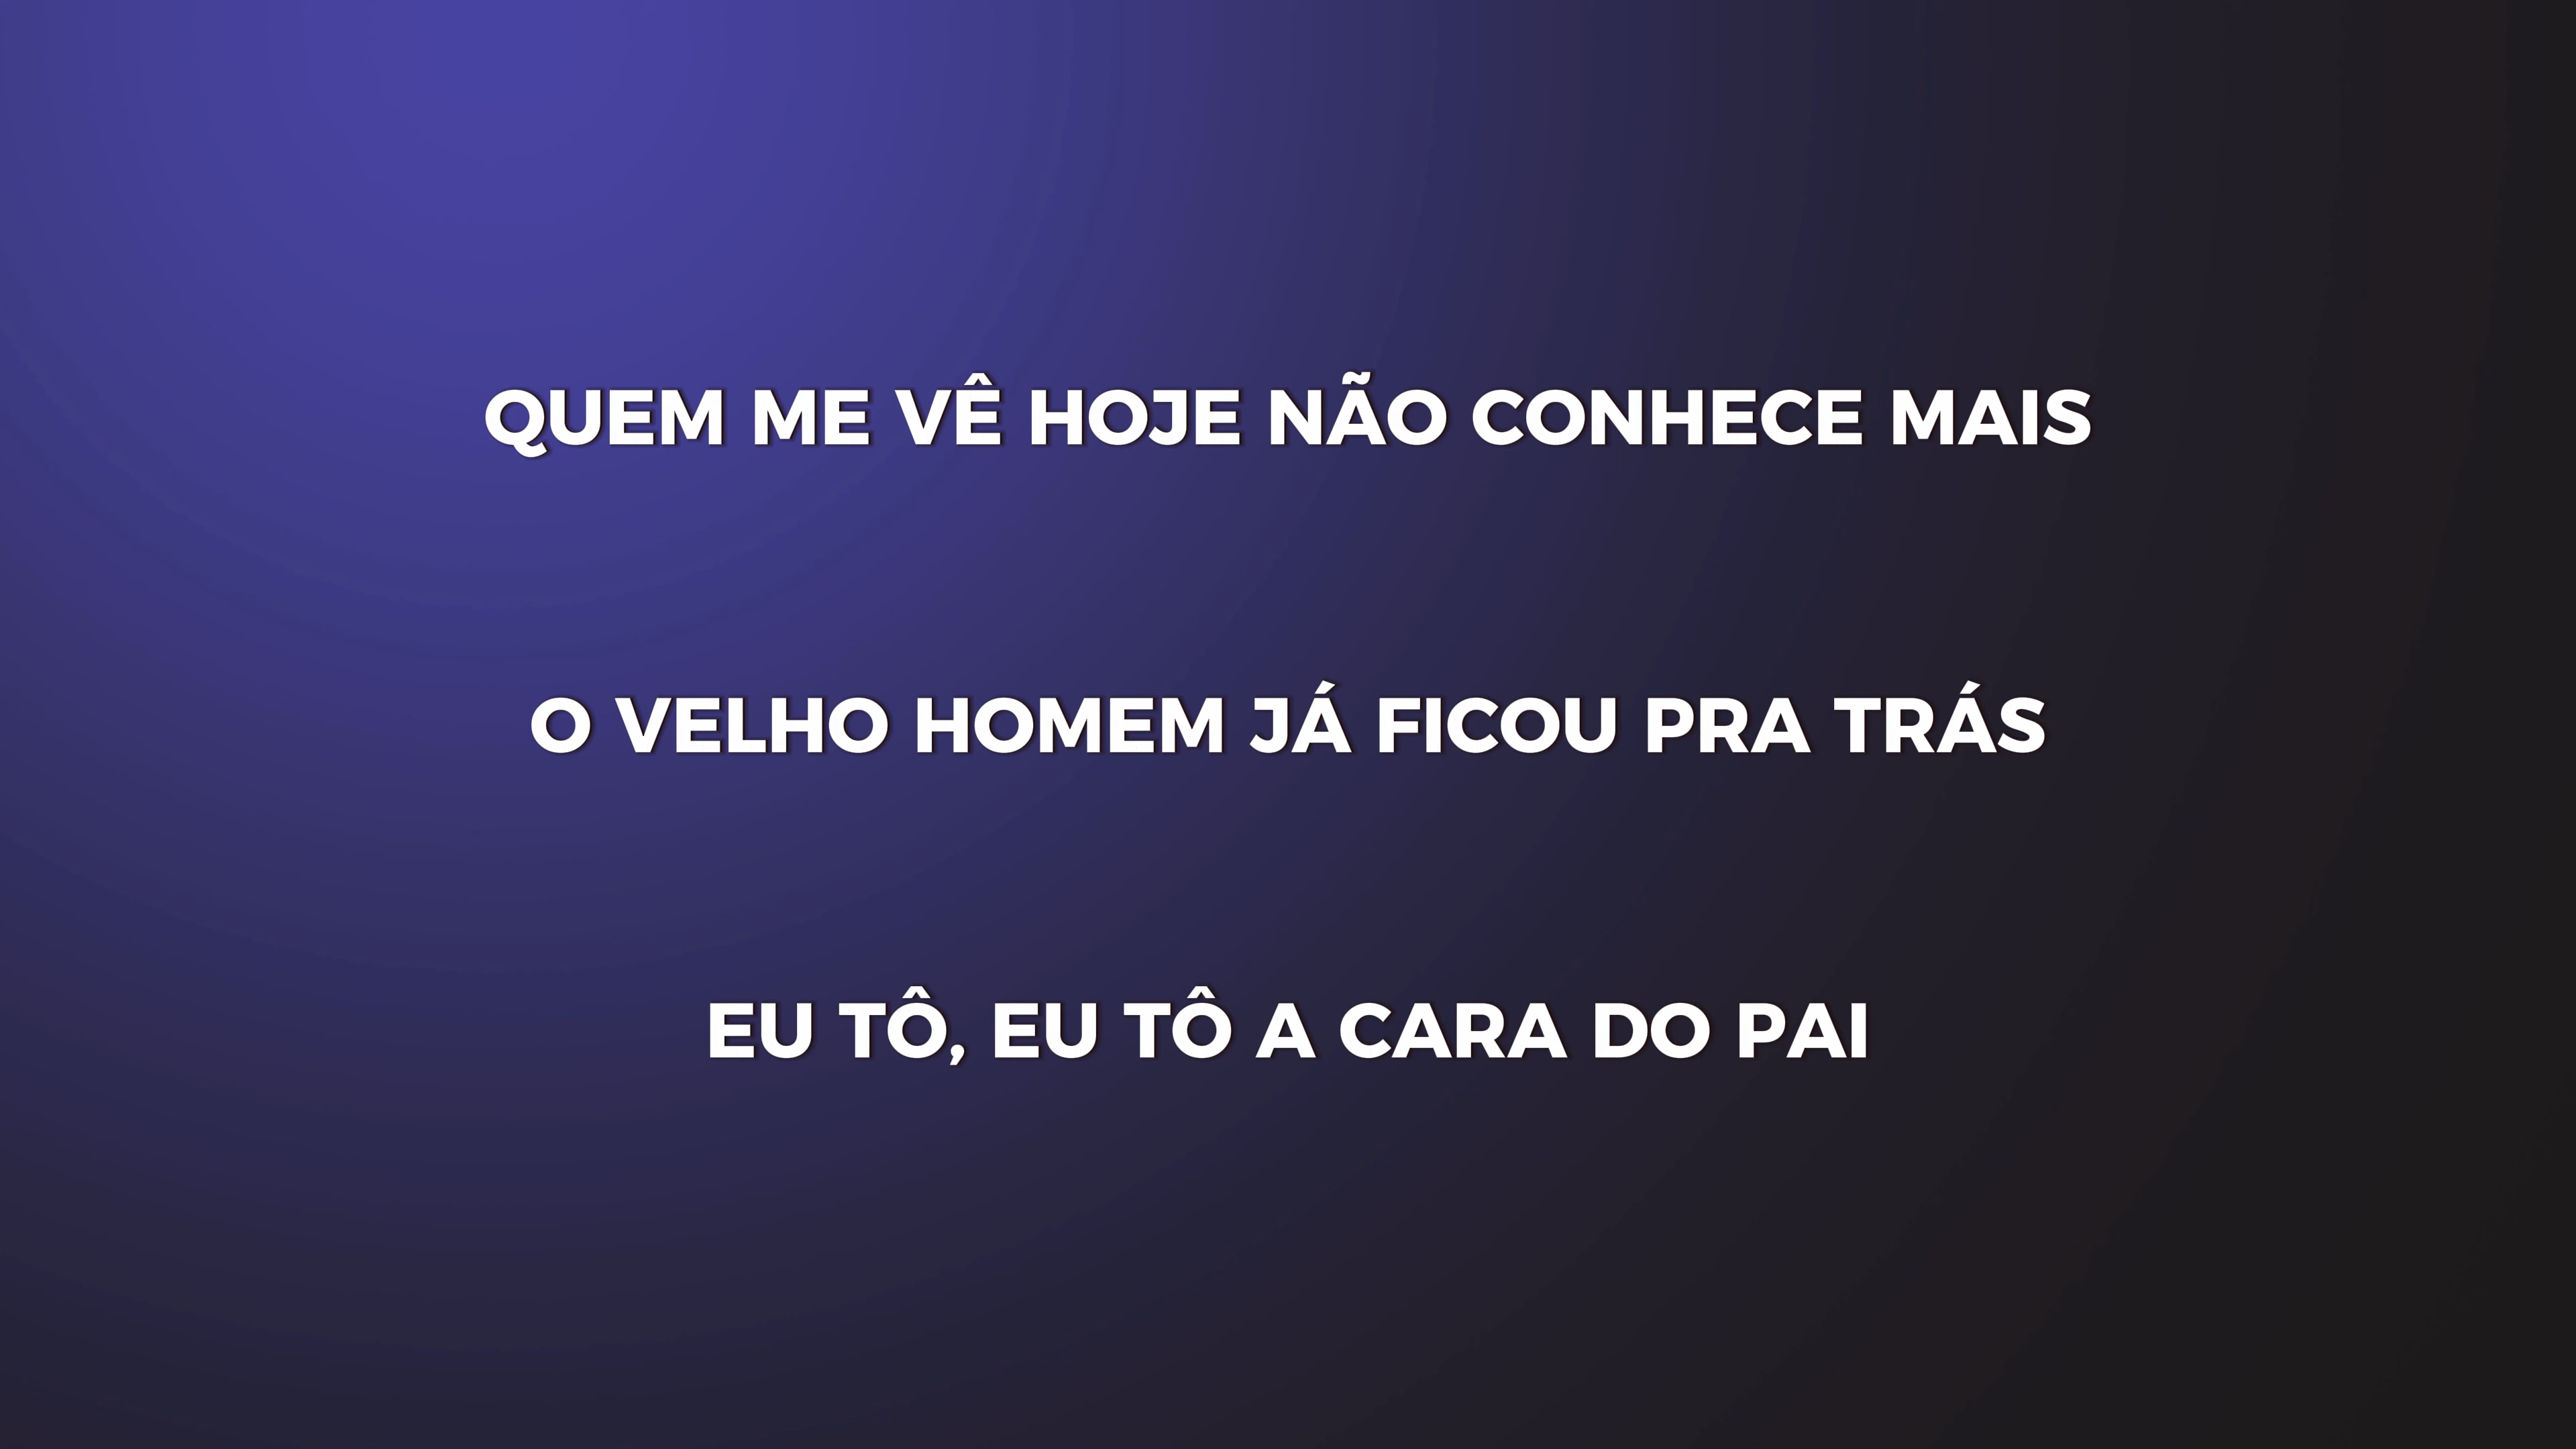 QUEM ME VÊ HOJE NÃO CONHECE MAIS
O VELHO HOMEM JÁ FICOU PRA TRÁS
EU TÔ, EU TÔ A CARA DO PAI